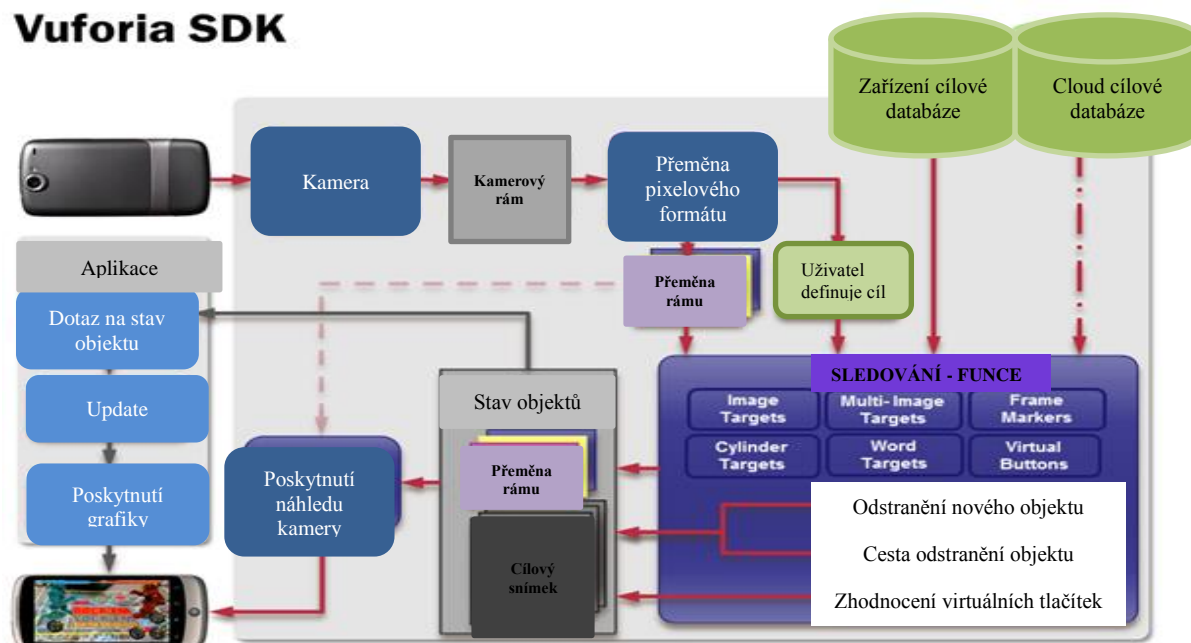 Vuforia SDK
Zařízení cílové
databáze
Cloud cílové
databáze
Kamera
Kamerový
rám
Přeměna
pixelového
formátu
Přeměna
rámu
Uživatel
definuje cíl
Aplikace
Dotaz na stav
objektu
Update
Poskytnutí
grafiky
Poskytnutí
náhledu
kamery
Stav objektů
Přeměna
rámu
Cílový
snímek
SLEDOVÁNÍ - FUNCE
Image
Targets
Multi-Image
Targets
Frame
Markers
Cylinder
Targets
Word
Targets
Virtual
Buttons
Odstranění nového objektu
Cesta odstranění objektu
Zhodnocení virtuálních tlačítek